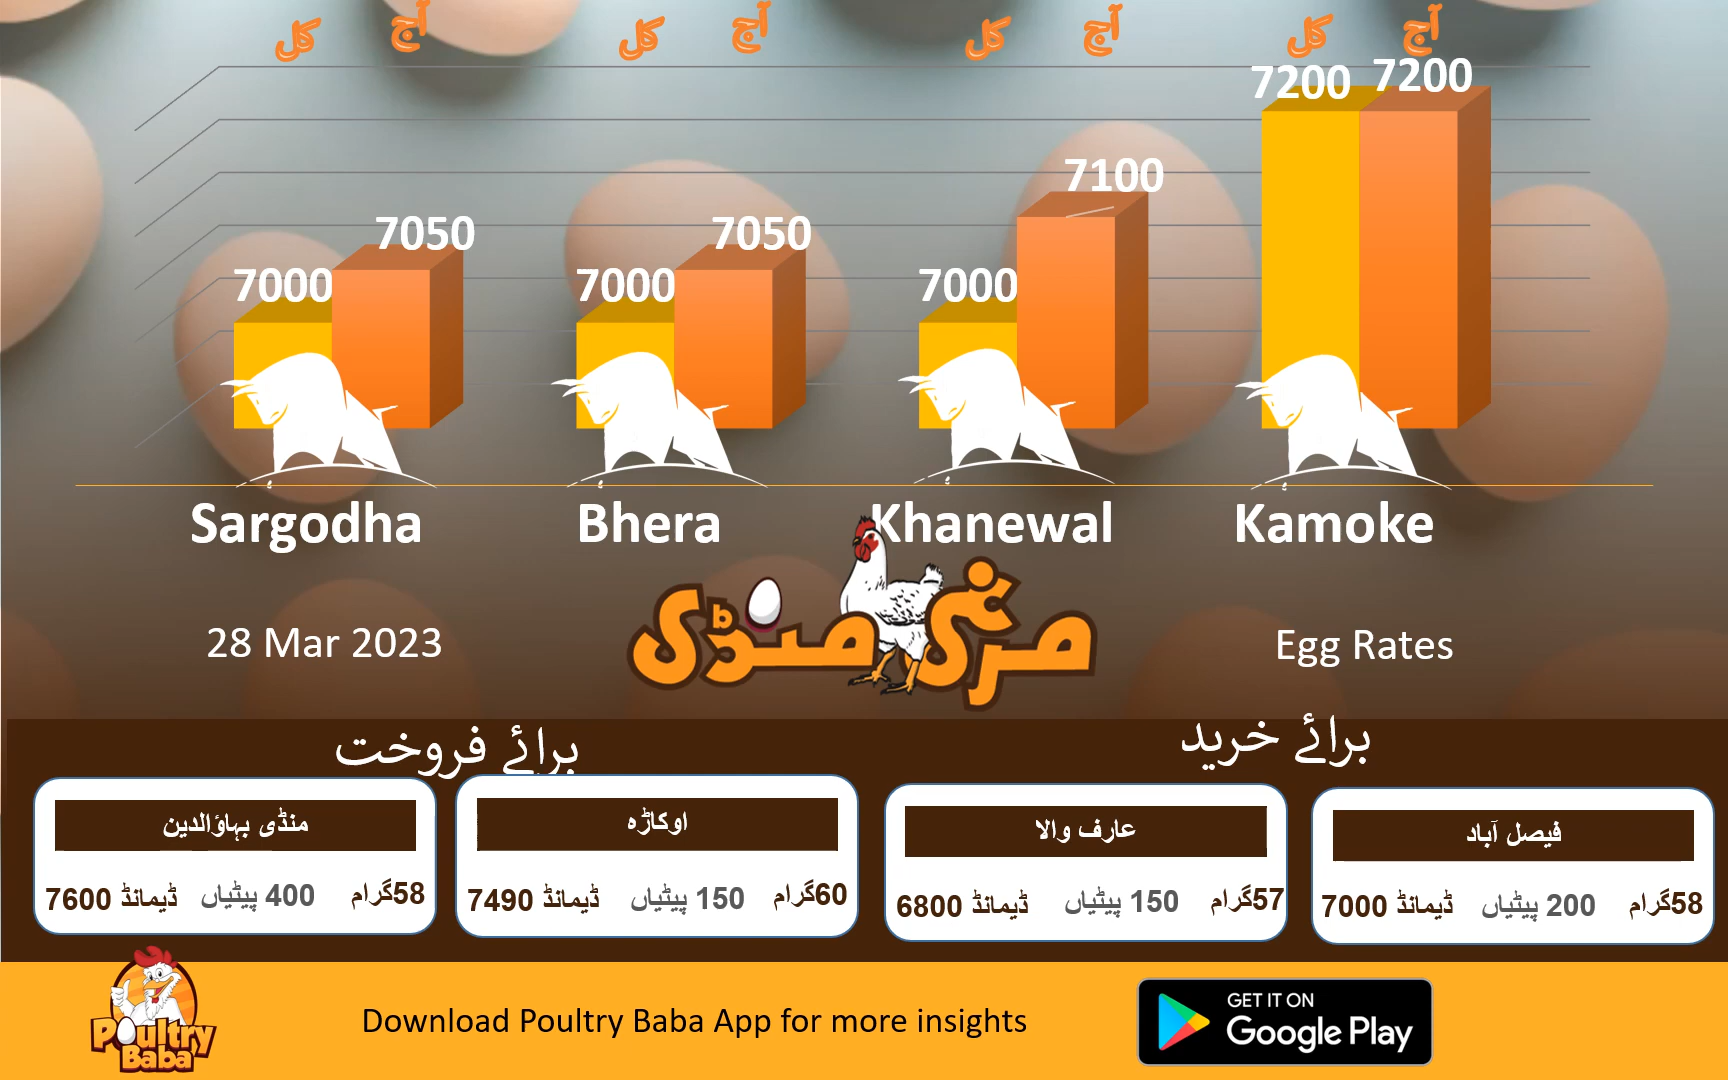 کل آج کل آج کل آج کل آج
7000 7050 7000 7050 7000 7100 7200 7200
Sargodha Bhera Khanewal Kamoke
مرغی منڈی
28 Mar 2023
Egg Rates
برائے فروخت
برائے خرید
منڈی بہاؤالدین
58گرام 400 پیٹیاں ڈیمانڈ 7600
اوکاڑہ
60گرام 150 پیٹیاں ڈیمانڈ 7490
عارف والا
57گرام 150 پیٹیاں ڈیمانڈ 6800
فیصل آباد
58گرام 200 پیٹیاں ڈیمانڈ 7000
Poultry
Baba
Download Poultry Baba App for more insights
GET IT ON
Google Play